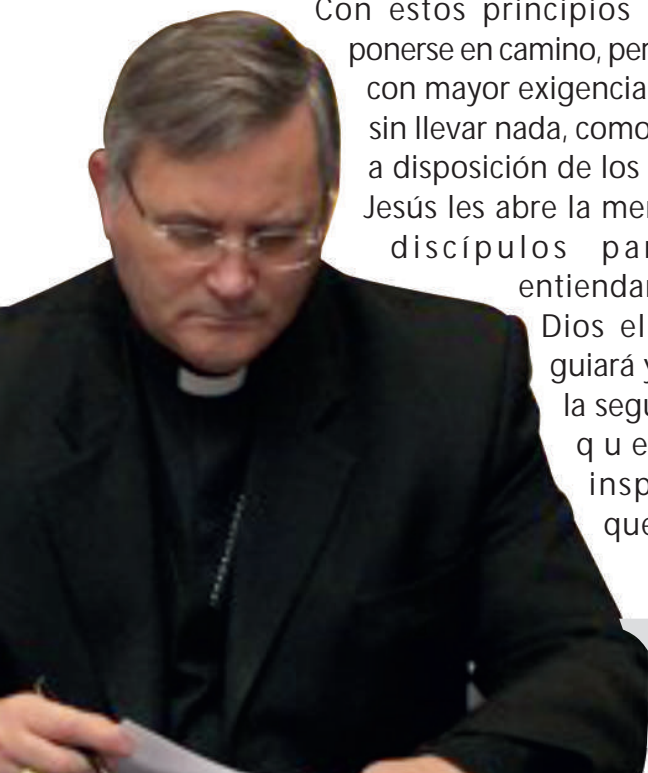 Con estos principios
ponerse en camino, per
con mayor exigencia
sin llevar nada, como
a disposición de los
Jesús les abre la men
discípulos par
entiendan
Dios el
guiará y
la segu
que
insp
que